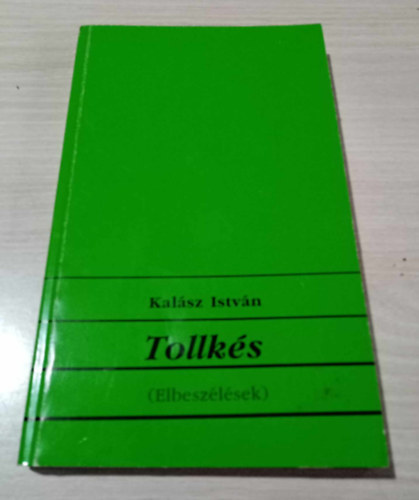 Kalász István
Tollkés
(Elbeszélések)